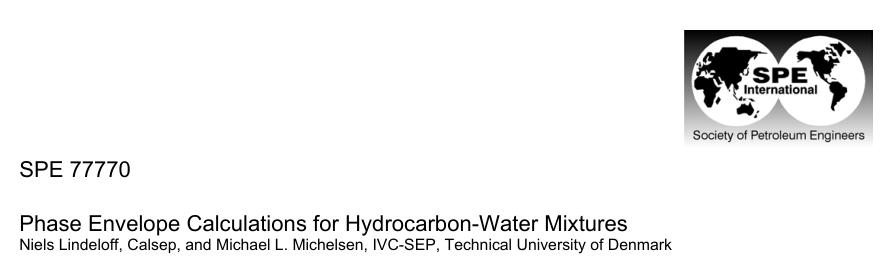 SPE
International
Society of Petroleum Engineers
SPE 77770
Phase Envelope Calculations for Hydrocarbon-Water Mixtures
Niels Lindeloff, Calsep, and Michael L. Michelsen, IVC-SEP, Technical University of Denmark